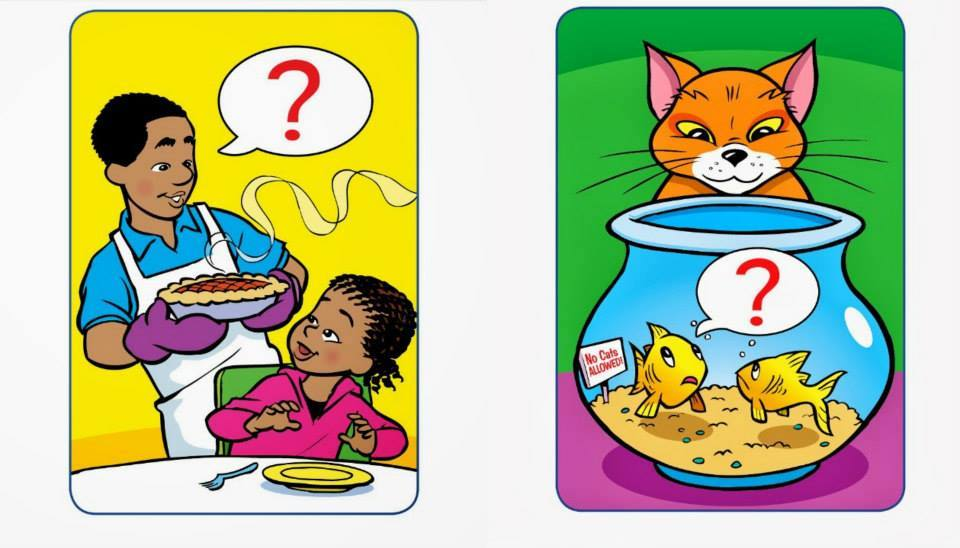 ?
?
No Cats
ALLOWED!